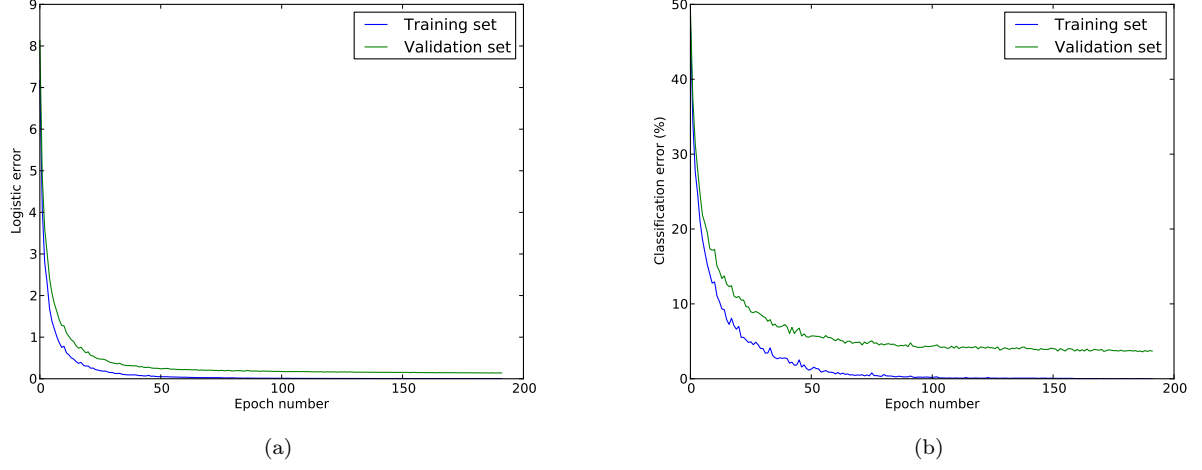 9
8
7
6
5
4
3
2
1
0
Logistic error
Training set
Validation set
0
50
100
150
200
Epoch number
(a)
50
40
30
20
10
0
Classification error (%)
Training set
Validation set
0
50
100
150
200
Epoch number
(b)